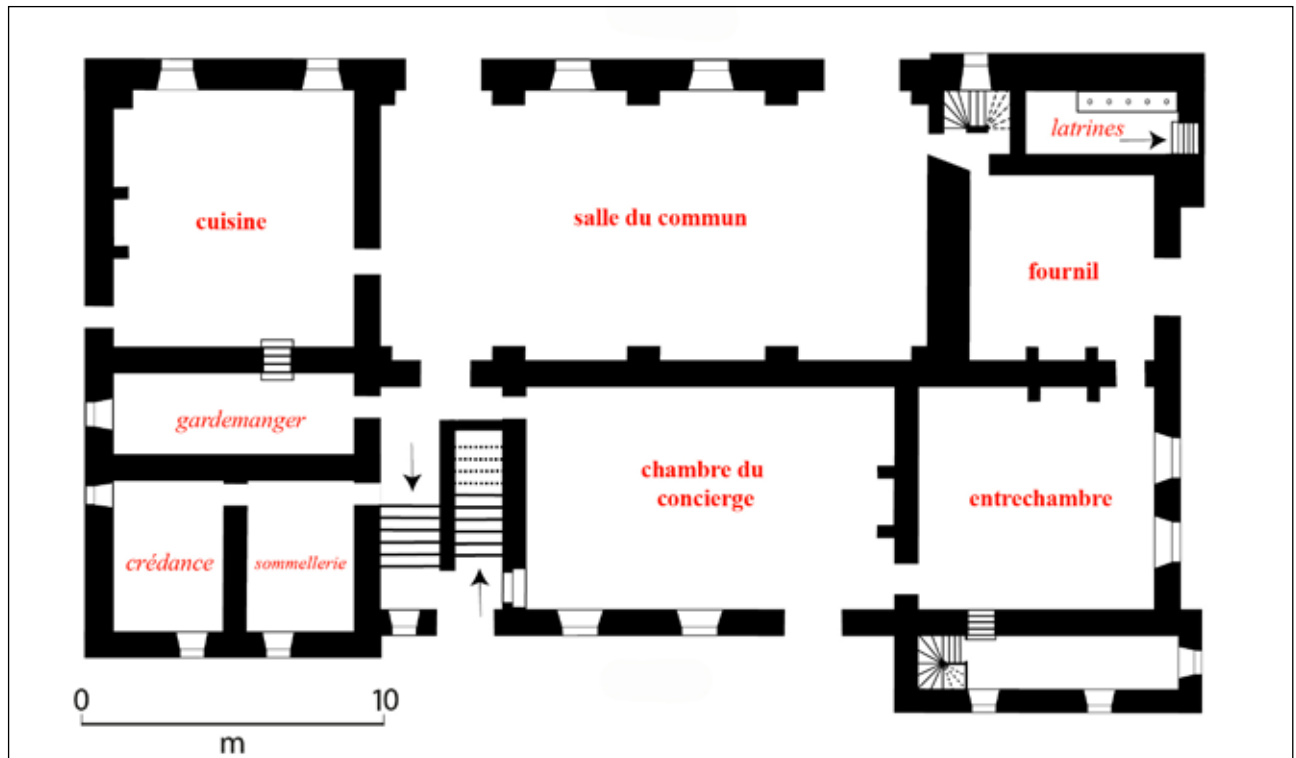 latrines
cuisine
salle du commun
fournil
gardemanger
chambre du
concierge
entrechambre
crédance
sommellerie
0 10
m